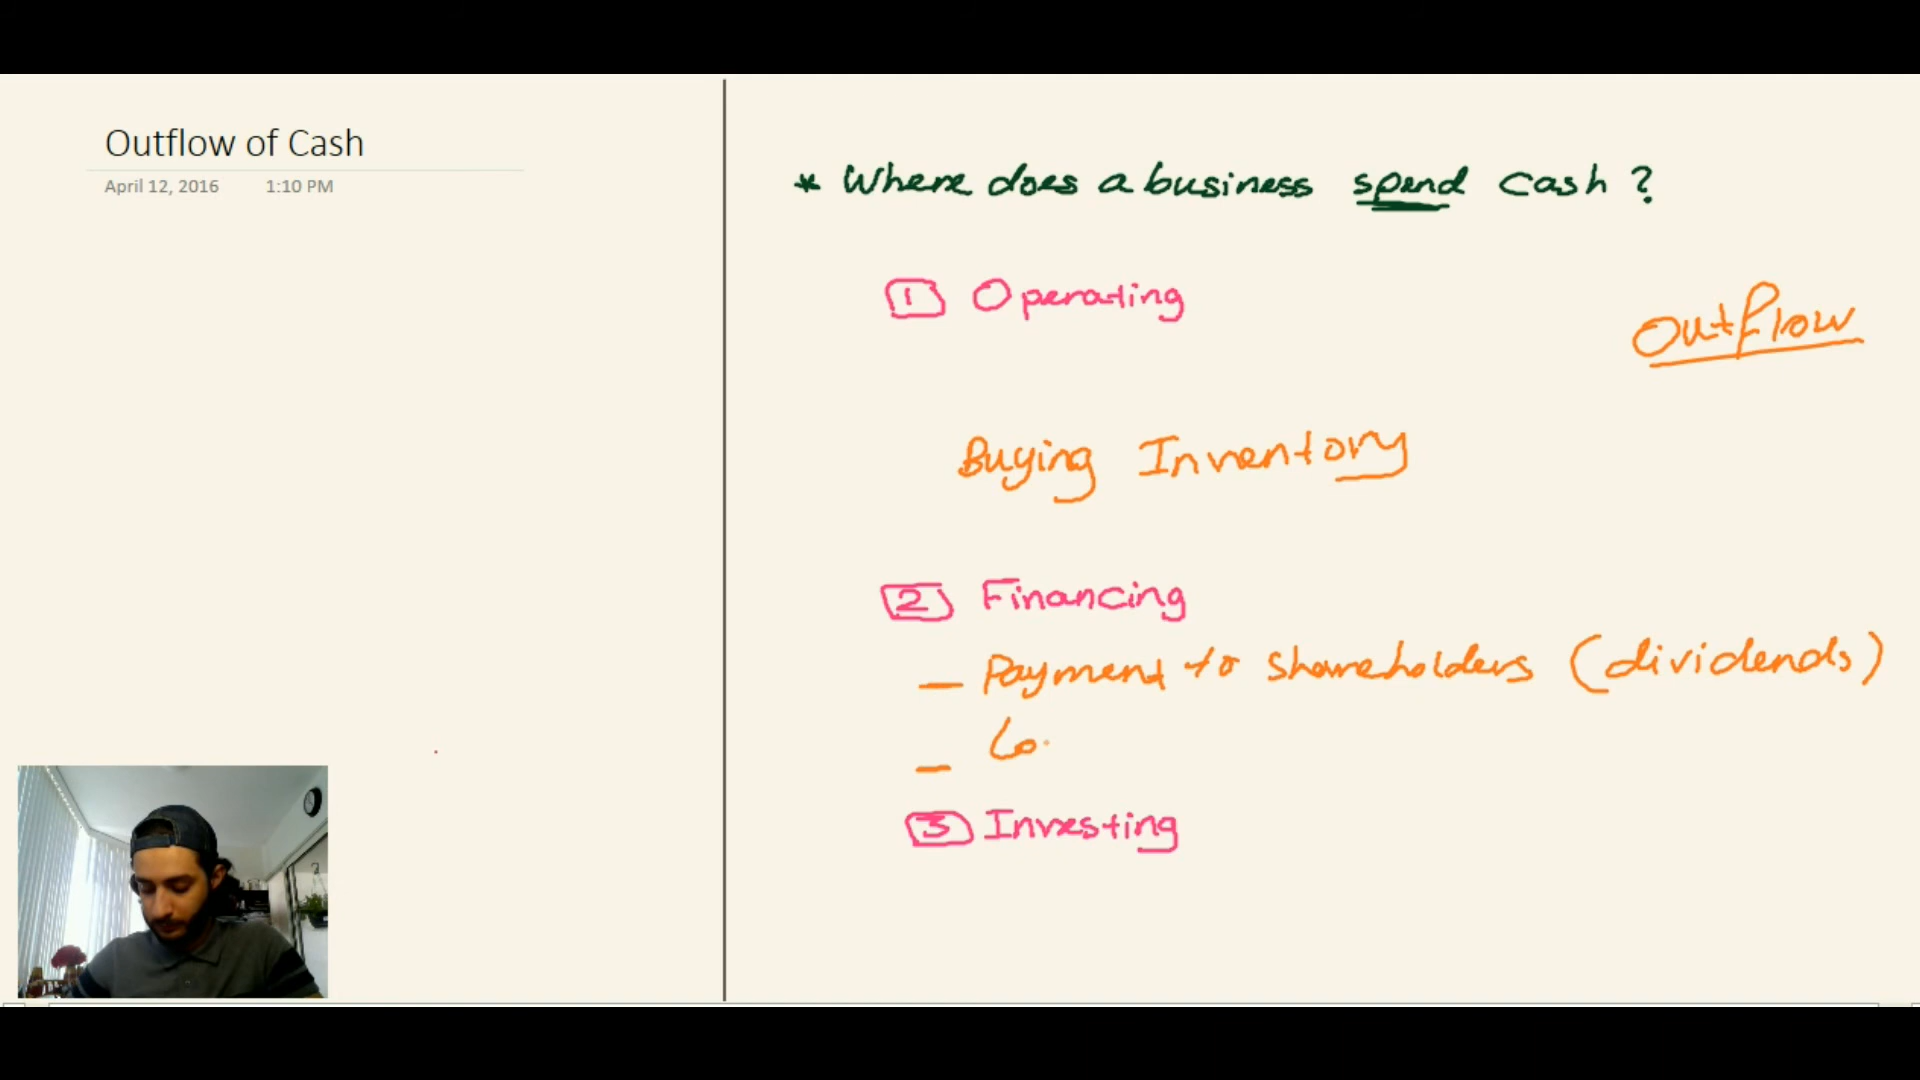 Outflow of Cash
April 12, 2016 1:10 PM
* Where does a business spend cash ?
1 Operating
Outflow
Buying Inventory
2 Financing
– Payment to shareholders (dividends)
– Lo
3 Investing